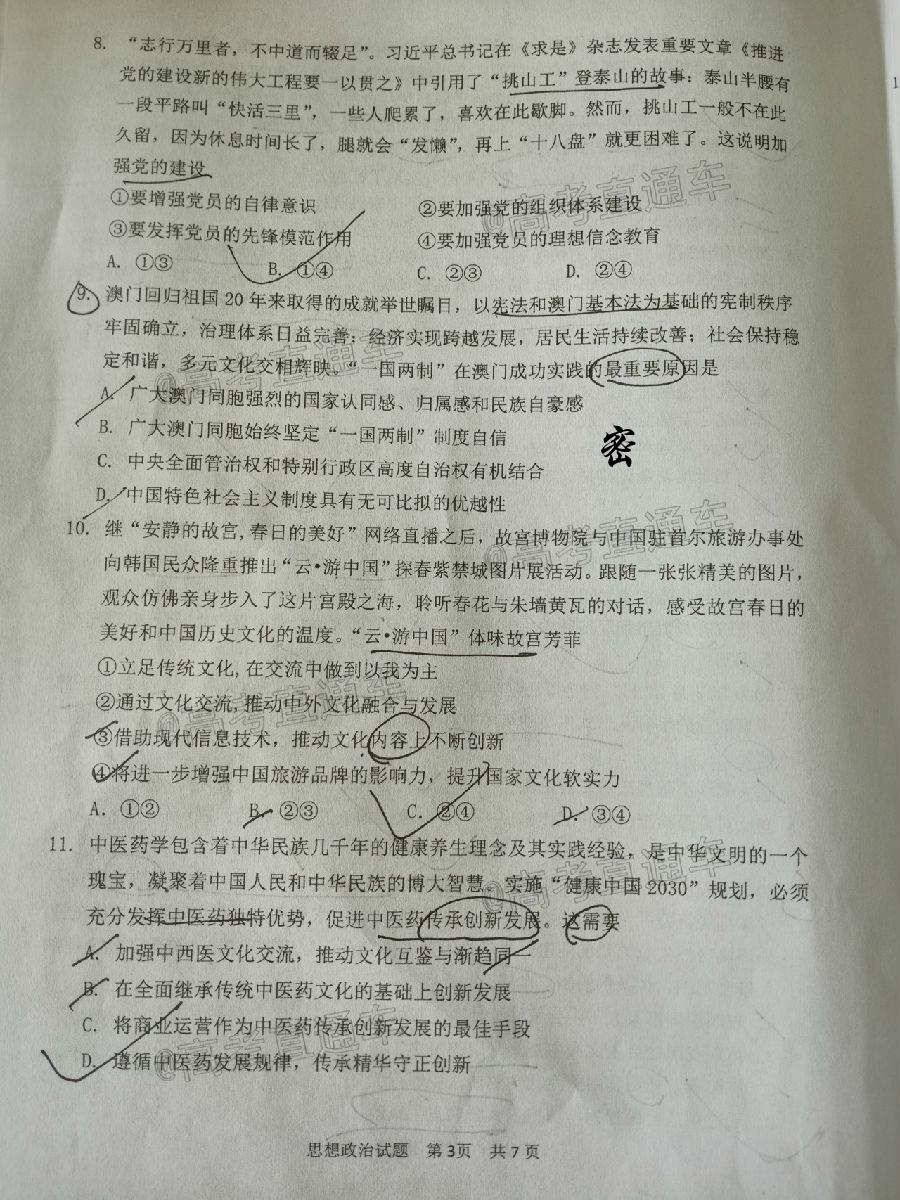 8. “志行万里者，不中道而辍足”。习近平总书记在《求是》杂志发表重要文章《推进
党的建设新的伟大工程要一以贯之》中引用了“挑山工”登泰山的故事：泰山半腰有
一段平路叫“快活三里”，一些人爬累了，喜欢在此歇脚。然而，挑山工一般不在此
久留，因为休息时间长了，腿就会“发懒”，再上“十八盘”就更困难了。这说明加
强党的建设
①要增强党员的自律意识 ②要加强党的组织体系建设
③要发挥党员的先锋模范作用 ④要加强党员的理想信念教育
A. ①③ B. ①④ C. ②③ D. ②④
9. 澳门回归祖国 20 年来取得的成就举世瞩目，以宪法和澳门基本法为基础的宪制秩序
牢固确立，治理体系日益完善；经济实现跨越发展，居民生活持续改善；社会保持稳
定和谐，多元文化交相辉映。“一国两制”在澳门成功实践的最重要原因是
A. 广大澳门同胞强烈的国家认同感、归属感和民族自豪感
B. 广大澳门同胞始终坚定“一国两制”制度自信
C. 中央全面管治权和特别行政区高度自治权有机结合
D. 中国特色社会主义制度具有无可比拟的优越性
密
10. 继“安静的故宫,春日的美好”网络直播之后，故宫博物院与中国驻首尔旅游办事处
向韩国民众隆重推出“云•游中国”探春紫禁城图片展活动。跟随一张张精美的图片，
观众仿佛亲身步入了这片宫殿之海，聆听春花与朱墙黄瓦的对话，感受故宫春日的
美好和中国历史文化的温度。“云•游中国”体味故宫芳菲
①立足传统文化,在交流中做到以我为主
②通过文化交流,推动中外文化融合与发展
③借助现代信息技术，推动文化内容上不断创新
④将进一步增强中国旅游品牌的影响力，提升国家文化软实力
A. ①② B. ②③ C. ②④ D. ③④
11. 中医药学包含着中华民族几千年的健康养生理念及其实践经验，是中华文明的一个
瑰宝，凝聚着中国人民和中华民族的博大智慧。实施“健康中国 2030”规划，必须
充分发挥中医药独特优势，促进中医药传承创新发展。这需要
A. 加强中西医文化交流，推动文化互鉴与渐趋同一
B. 在全面继承传统中医药文化的基础上创新发展
C. 将商业运营作为中医药传承创新发展的最佳手段
D. 遵循中医药发展规律，传承精华守正创新
思想政治试题 第 3页 共 7 页
@高考直通车
@高考直通车
@高考直通车
@高考直通车
@高考直通车
@高考直通车